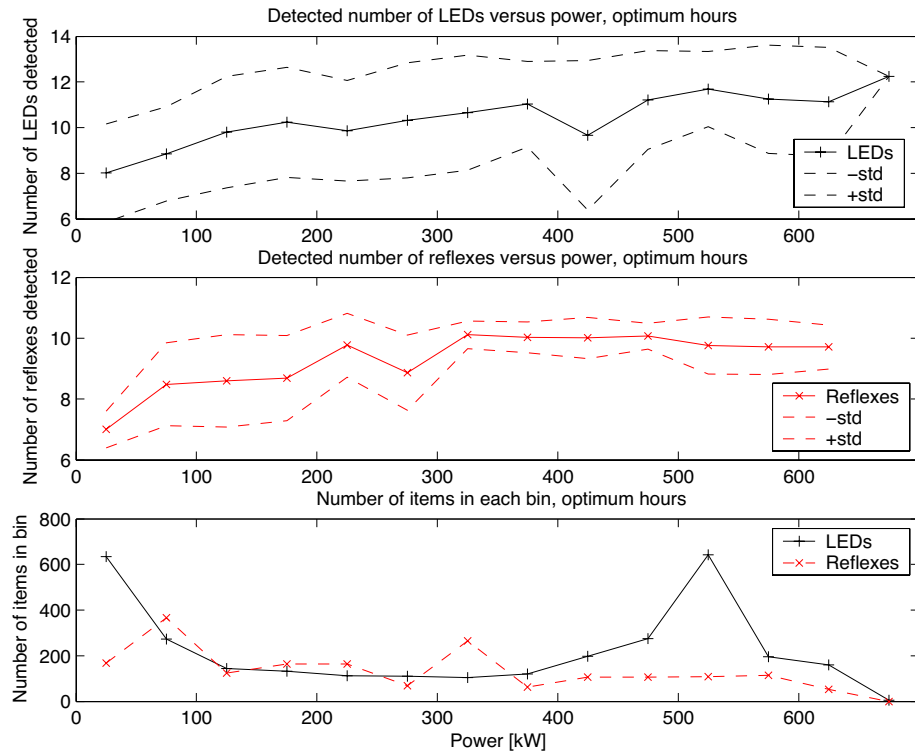 Detected number of LEDs versus power, optimum hours
Number of LEDs detected
14
12
10
8
6
0 100 200 300 400 500 600
LEDs
−std
+std
Detected number of reflexes versus power, optimum hours
Number of reflexes detected
12
10
8
6
0 100 200 300 400 500 600
Reflexes
−std
+std
Number of items in each bin, optimum hours
Number of items in bin
800
600
400
200
0
0 100 200 300 400 500 600
LEDs
Reflexes
Power [kW]